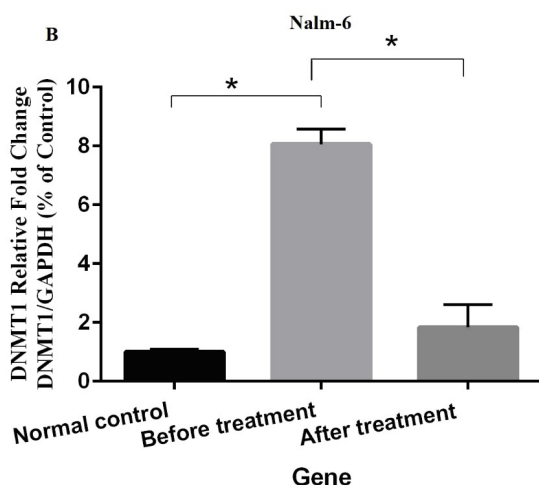 B
Nalm-6
*
*
DNMT1 Relative Fold Change
DNMT1/GAPDH (% of Control)
10
8
6
4
2
0
Normal control
Before treatment
After treatment
Gene